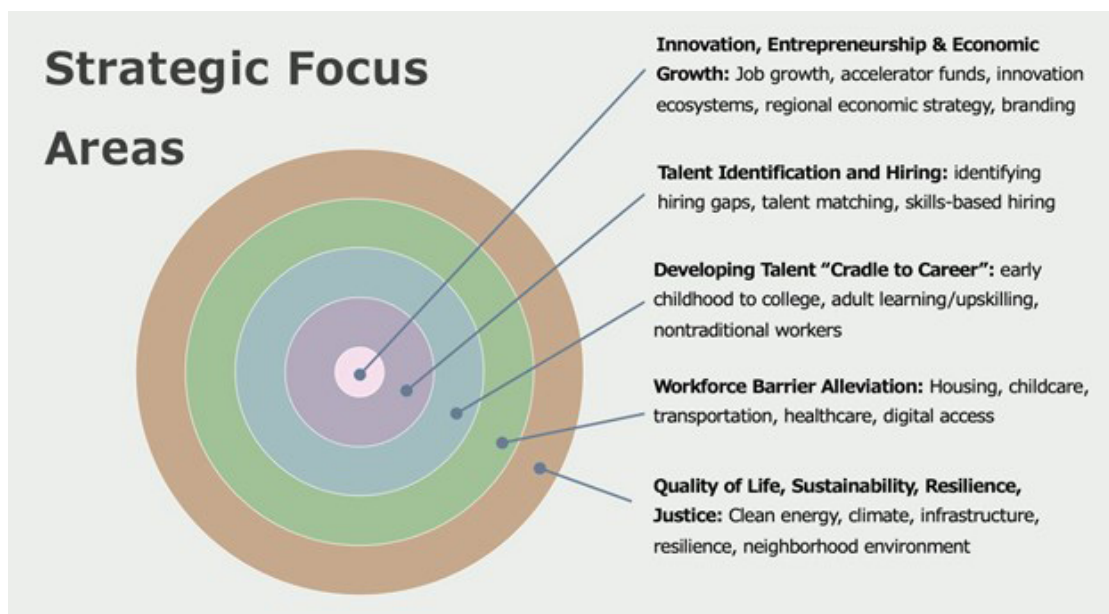 Strategic Focus
Areas
Innovation, Entrepreneurship & Economic
Growth: Job growth, accelerator funds, innovation
ecosystems, regional economic strategy, branding
Talent Identification and Hiring: identifying
hiring gaps, talent matching, skills-based hiring
Developing Talent “Cradle to Career”: early
childhood to college, adult learning/upskilling,
nontraditional workers
Workforce Barrier Alleviation: Housing, childcare,
transportation, healthcare, digital access
Quality of Life, Sustainability, Resilience,
Justice: Clean energy, climate, infrastructure,
resilience, neighborhood environment